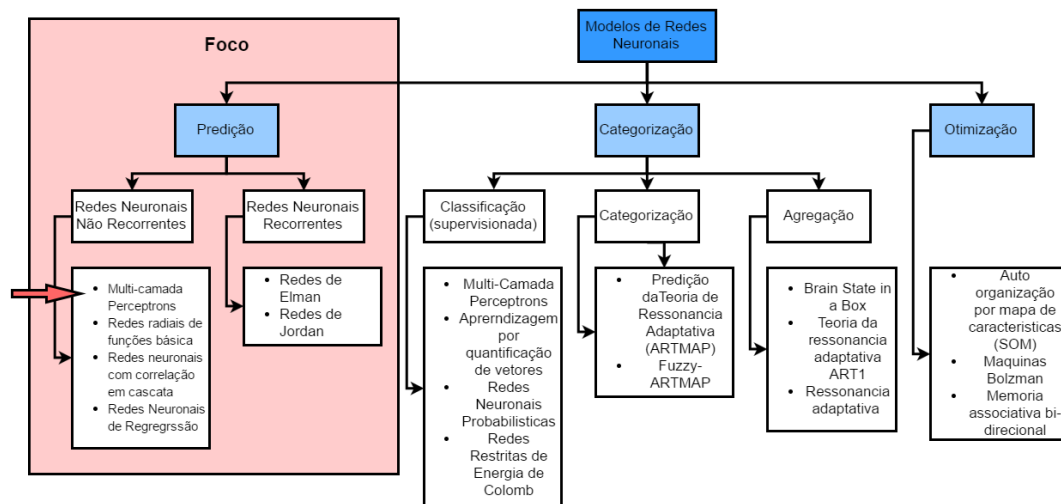 Foco
Modelos de Redes
Neuronais
Predição
Categorização
Otimização
Redes Neuronais
Não Recorrentes
Redes Neuronais
Recorrentes
Classificação
(supervisionada)
Categorização
Agregação
• Multi-camada
Perceptrons
• Redes radiais de
funções básica
• Redes neuronais
com correlação
em cascata
• Redes Neuronais
de Regregrssão
• Redes de
Elman
• Redes de
Jordan
• Multi-Camada
Perceptrons
• Aprerndizagem
por
quantificação
de vetores
• Redes
Neuronais
Probabilisticas
• Redes
Restritas de
Energia de
Colomb
• Predição
daTeoria de
Ressonancia
Adaptativa
(ARTMAP)
• Fuzzy-
ARTMAP
• Brain State in
a Box
• Teoria da
ressonancia
adaptativa
ART1
• Ressonancia
adaptativa
• Auto
organização
por mapa de
caracteristicas
(SOM)
• Maquinas
Bolzman
• Memoria
associativa bi-
direcional